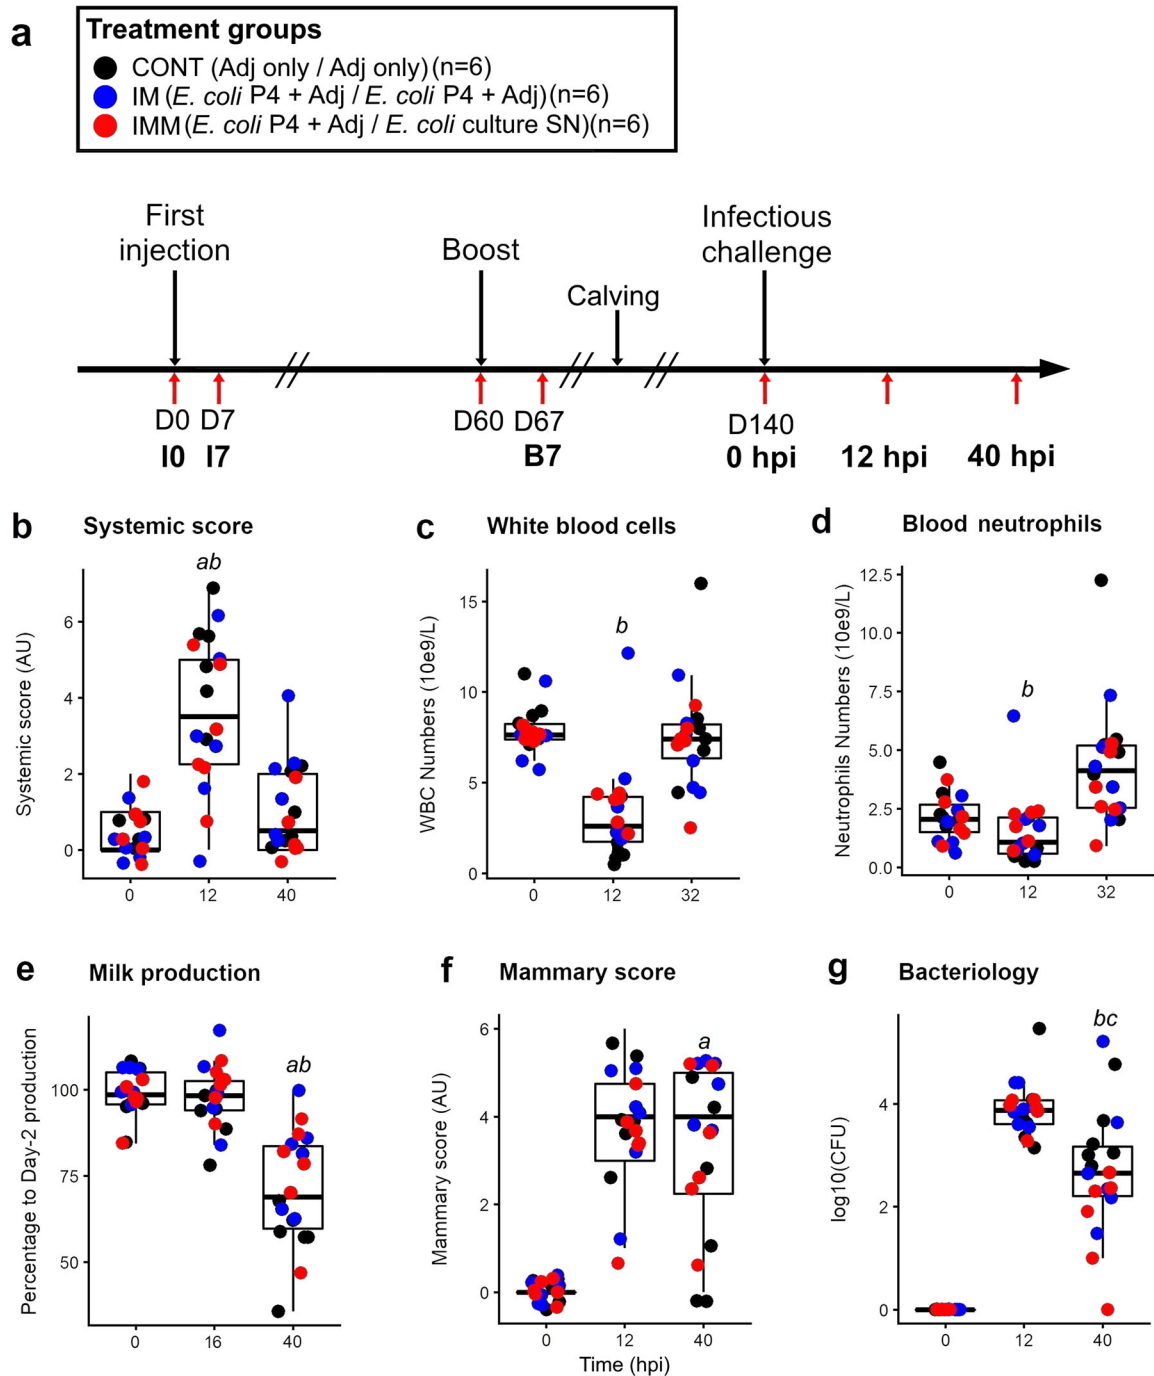 a
Treatment groups
CONT (Adj only / Adj only)(n=6)
IM (E. coli P4 + Adj / E. coli P4 + Adj)(n=6)
IMM (E. coli P4 + Adj / E. coli culture SN)(n=6)
First
injection
Boost
Calving
Infectious
challenge
D0 D7 D60 D67 D140
I0 I7 B7 0 hpi 12 hpi 40 hpi
b Systemic score
ab
Systemic score (AU)
6
4
2
0
0 12 40
c White blood cells
b
WBC Numbers (10e9/L)
15
10
5
0
0 12 32
d Blood neutrophils
b
Neutrophils Numbers (10e9/L)
12.5
10.0
7.5
5.0
2.5
0.0
0 12 32
e Milk production
ab
Percentage to Day-2 production
100
75
50
0 16 40
f Mammary score
a
Mammary score (AU)
6
4
2
0
0 12 40
Time (hpi)
g Bacteriology
bc
log10(CFU)
4
2
0
0 12 40